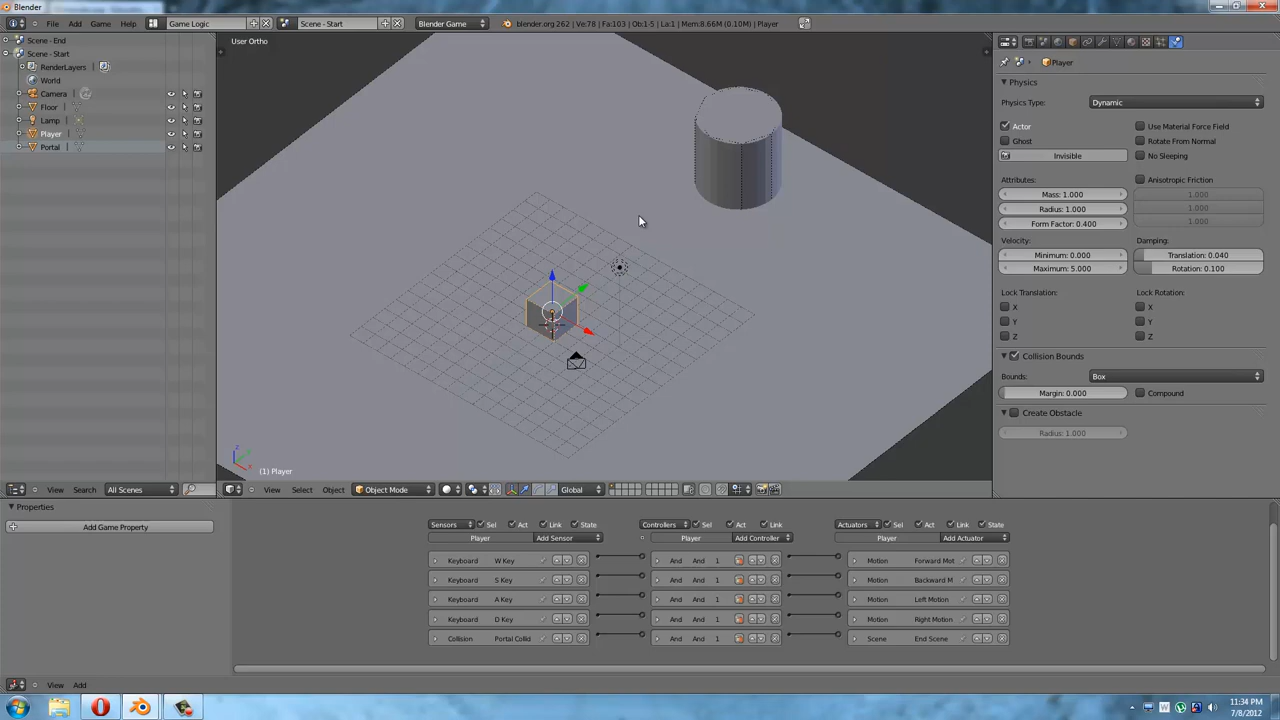 Blender
File Add Game Help Game Logic Scene - Start Blender Game blender.org 262 | Ve:78 | Fa:103 | Ob:1-5 | La:1 | Mem:8.66M (0.10M) | Player
Scene - End
Scene - Start
RenderLayers
World
Camera
Floor
Lamp
Player
Portal
View Search All Scenes
User Ortho
(1) Player
View Select Object Object Mode Global
Player
Physics
Physics Type: Dynamic
Actor Use Material Force Field
Ghost Rotate From Normal
Invisible No Sleeping
Attributes: Anisotropic Friction
Mass: 1.000 1.000
Radius: 1.000 1.000
Form Factor: 0.400 1.000
Velocity: Damping:
Minimum: 0.000 Translation: 0.040
Maximum: 5.000 Rotation: 0.100
Lock Translation: Lock Rotation:
X X
Y Y
Z Z
Collision Bounds
Bounds: Box
Margin: 0.000 Compound
Create Obstacle
Radius: 1.000
Properties
Add Game Property
Sensors Sel Act Link State Controllers Sel Act Link Actuators Sel Act Link State
Player Add Sensor Player Add Controller Player Add Actuator
Keyboard W Key And And 1 Motion Forward Mot
Keyboard S Key And And 1 Motion Backward M
Keyboard A Key And And 1 Motion Left Motion
Keyboard D Key And And 1 Motion Right Motion
Collision Portal Collid And And 1 Scene End Scene
View Add
11:34 PM
7/8/2012